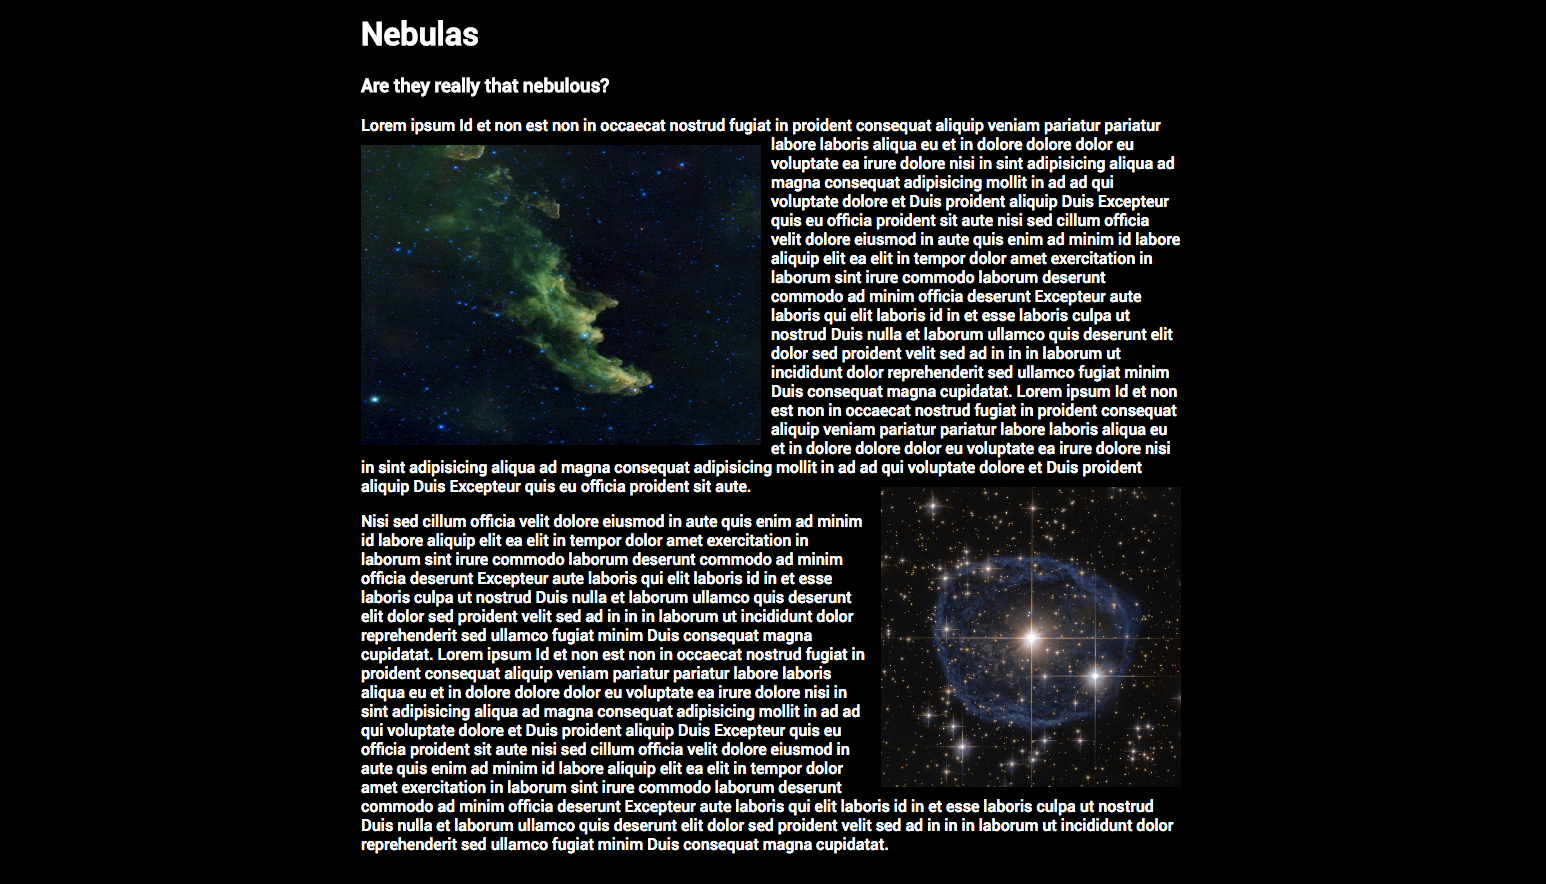 Nebulas
Are they really that nebulous?
Lorem ipsum Id et non est non in occaecat nostrud fugiat in proident consequat aliquip veniam pariatur pariatur
labore laboris aliqua eu et in dolore dolore dolor eu
voluptate ea irure dolore nisi in sint adipisicing aliqua ad
magna consequat adipisicing mollit in ad ad qui
voluptate dolore et Duis proident aliquip Duis Excepteur
quis eu officia proident sit aute nisi sed cillum officia
velit dolore eiusmod in aute quis enim ad minim id labore
aliquip elit ea elit in tempor dolor amet exercitation in
laborum sint irure commodo laborum deserunt
commodo ad minim officia deserunt Excepteur aute
laboris qui elit laboris id in et esse laboris culpa ut
nostrud Duis nulla et laborum ullamco quis deserunt elit
dolor sed proident velit sed ad in in in laborum ut
incididunt dolor reprehenderit sed ullamco fugiat minim
Duis consequat magna cupidatat. Lorem ipsum Id et non
est non in occaecat nostrud fugiat in proident consequat
aliquip veniam pariatur pariatur labore laboris aliqua eu
et in dolore dolore dolor eu voluptate ea irure dolore nisi
in sint adipisicing aliqua ad magna consequat adipisicing mollit in ad ad qui voluptate dolore et Duis proident
aliquip Duis Excepteur quis eu officia proident sit aute.
Nisi sed cillum officia velit dolore eiusmod in aute quis enim ad minim
id labore aliquip elit ea elit in tempor dolor amet exercitation in
laborum sint irure commodo laborum deserunt commodo ad minim
officia deserunt Excepteur aute laboris qui elit laboris id in et esse
laboris culpa ut nostrud Duis nulla et laborum ullamco quis deserunt
elit dolor sed proident velit sed ad in in in laborum ut incididunt dolor
reprehenderit sed ullamco fugiat minim Duis consequat magna
cupidatat. Lorem ipsum Id et non est non in occaecat nostrud fugiat in
proident consequat aliquip veniam pariatur pariatur labore laboris
aliqua eu et in dolore dolore dolor eu voluptate ea irure dolore nisi in
sint adipisicing aliqua ad magna consequat adipisicing mollit in ad ad
qui voluptate dolore et Duis proident aliquip Duis Excepteur quis eu
officia proident sit aute nisi sed cillum officia velit dolore eiusmod in
aute quis enim ad minim id labore aliquip elit ea elit in tempor dolor
amet exercitation in laborum sint irure commodo laborum deserunt
commodo ad minim officia deserunt Excepteur aute laboris qui elit laboris id in et esse laboris culpa ut nostrud
Duis nulla et laborum ullamco quis deserunt elit dolor sed proident velit sed ad in in in laborum ut incididunt dolor
reprehenderit sed ullamco fugiat minim Duis consequat magna cupidatat.